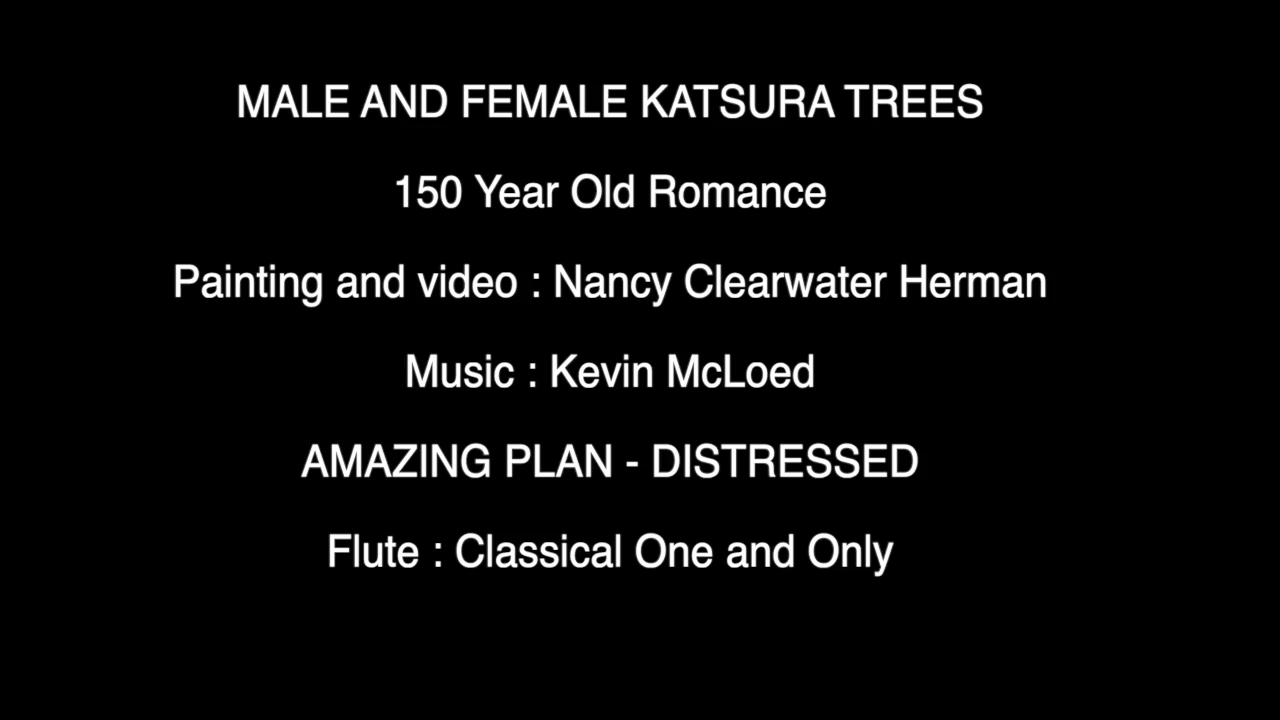 MALE AND FEMALE KATSURA TREES
150 Year Old Romance
Painting and video : Nancy Clearwater Herman
Music : Kevin McLoed
AMAZING PLAN - DISTRESSED
Flute : Classical One and Only